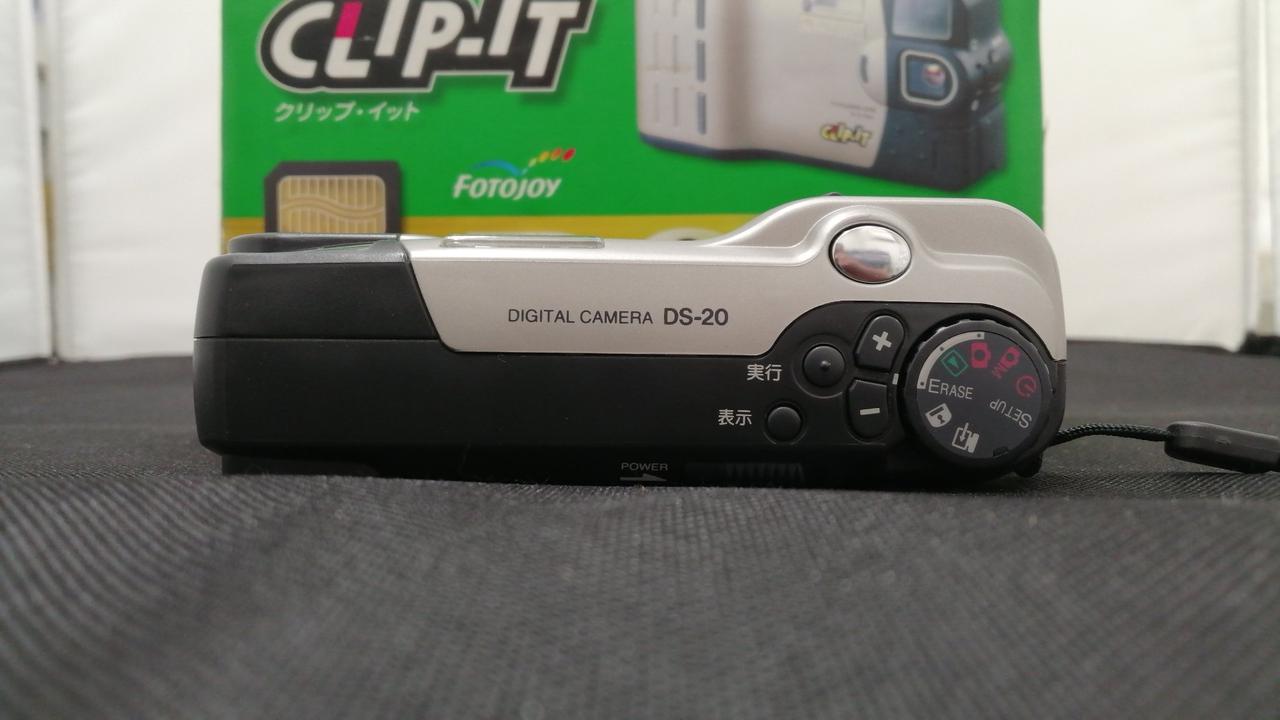 CLIP-IT
クリップ・イット
CLIP-IT
FOTOJOY
DIGITAL CAMERA DS-20
実行
表示
+
−
M
ERASE
SETUP
POWER